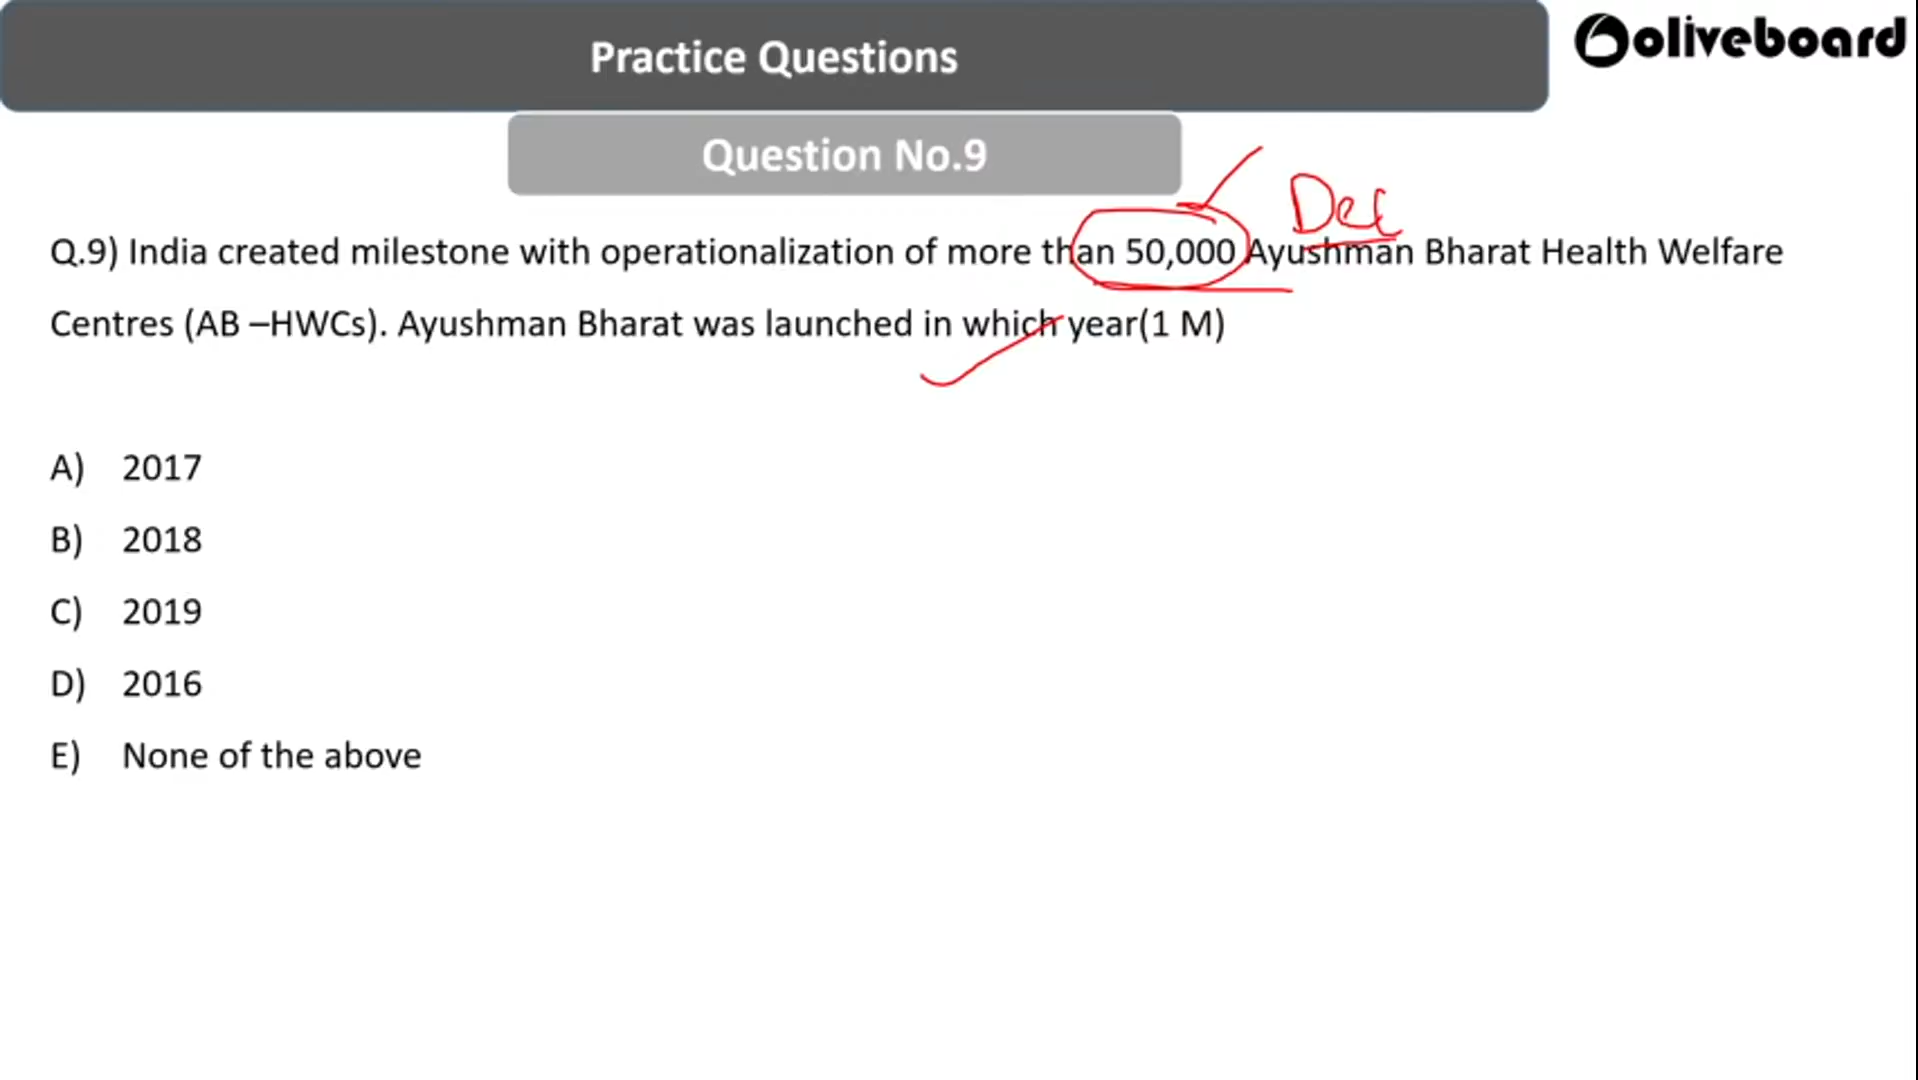 Practice Questions
oliveboard
Question No.9
Dec
Q.9) India created milestone with operationalization of more than 50,000 Ayushman Bharat Health Welfare
Centres (AB –HWCs). Ayushman Bharat was launched in which year(1 M)
A) 2017
B) 2018
C) 2019
D) 2016
E) None of the above